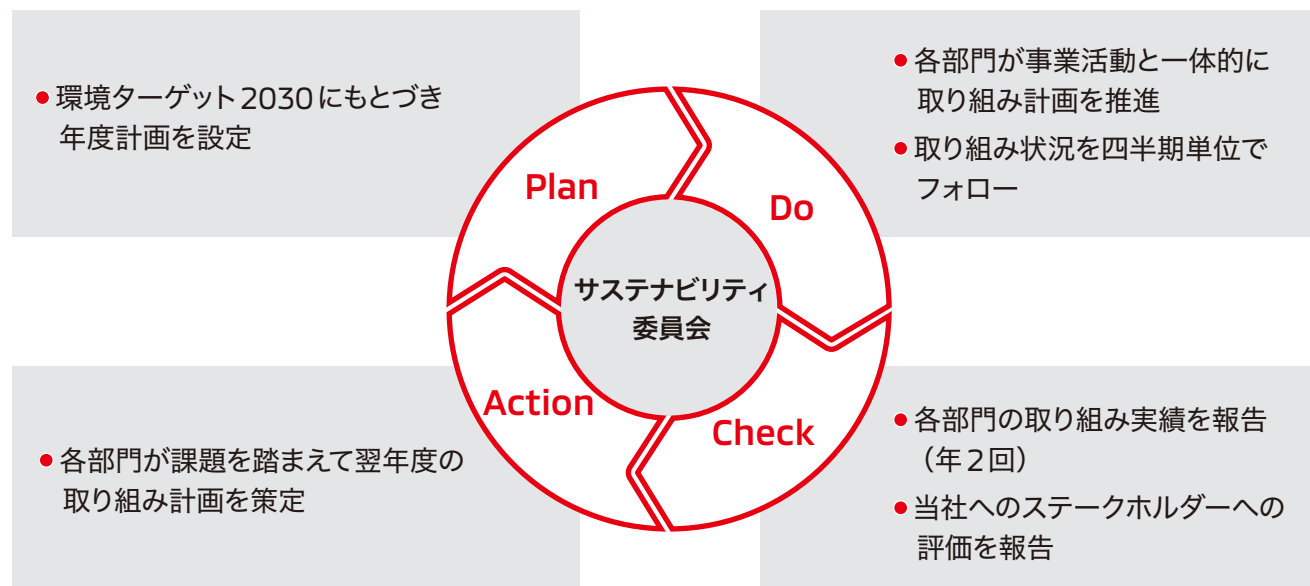 ● 環境ターゲット2030にもとづき
年度計画を設定
Plan
● 各部門が事業活動と一体的に
取り組み計画を推進
● 取り組み状況を四半期単位で
フォロー
Do
サステナビリティ
委員会
Action
● 各部門が課題を踏まえて翌年度の
取り組み計画を策定
Check
● 各部門の取り組み実績を報告
（年2回）
● 当社へのステークホルダーへの
評価を報告